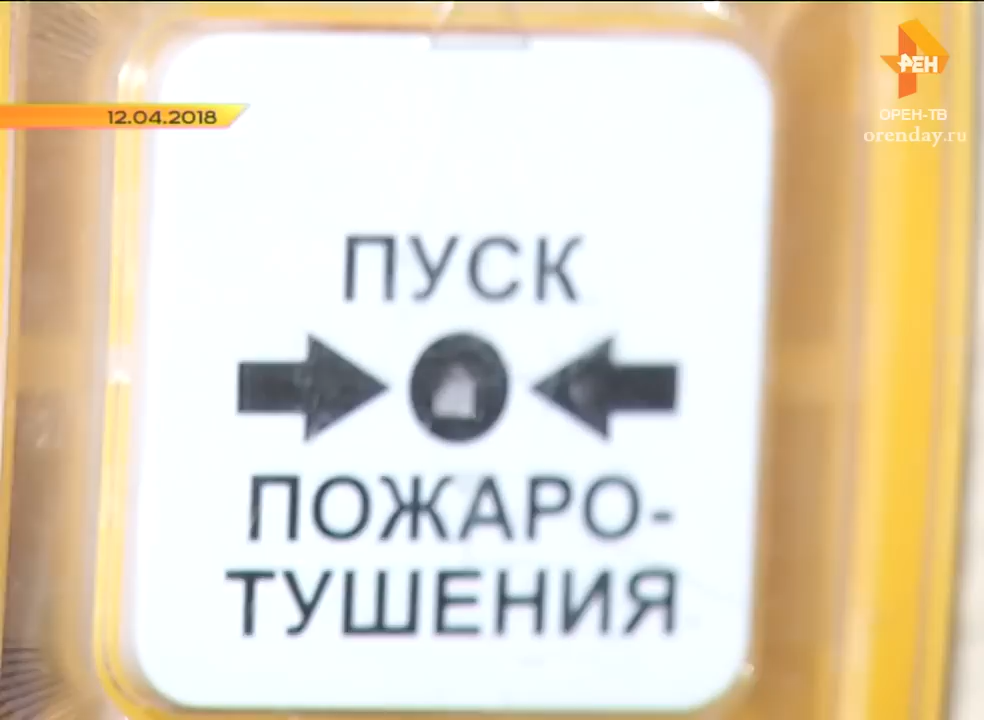 РЕН
12.04.2018
ОРЕН-ТВ
orenday.ru
ПУСК
ПОЖАРО-
ТУШЕНИЯ